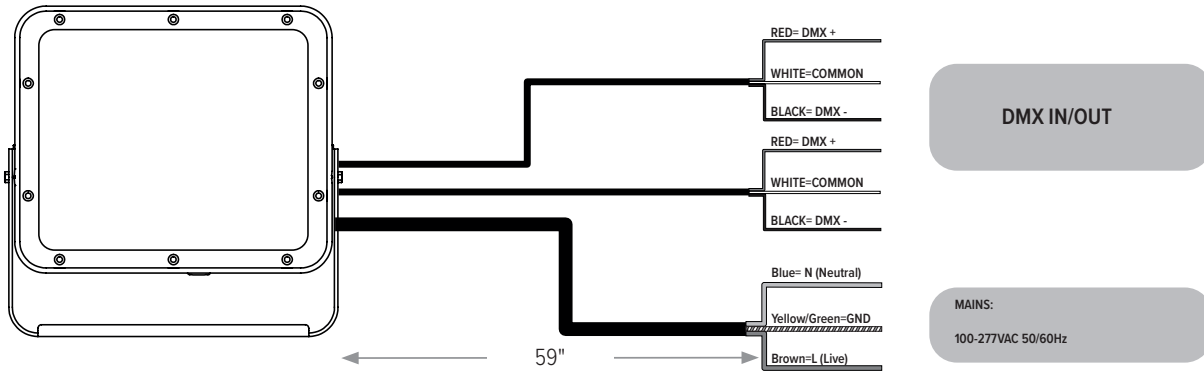 RED= DMX +
WHITE=COMMON
BLACK= DMX -
DMX IN/OUT
RED= DMX +
WHITE=COMMON
BLACK= DMX -
Blue= N (Neutral)
Yellow/Green=GND
Brown=L (Live)
MAINS:
100-277VAC 50/60Hz
59"